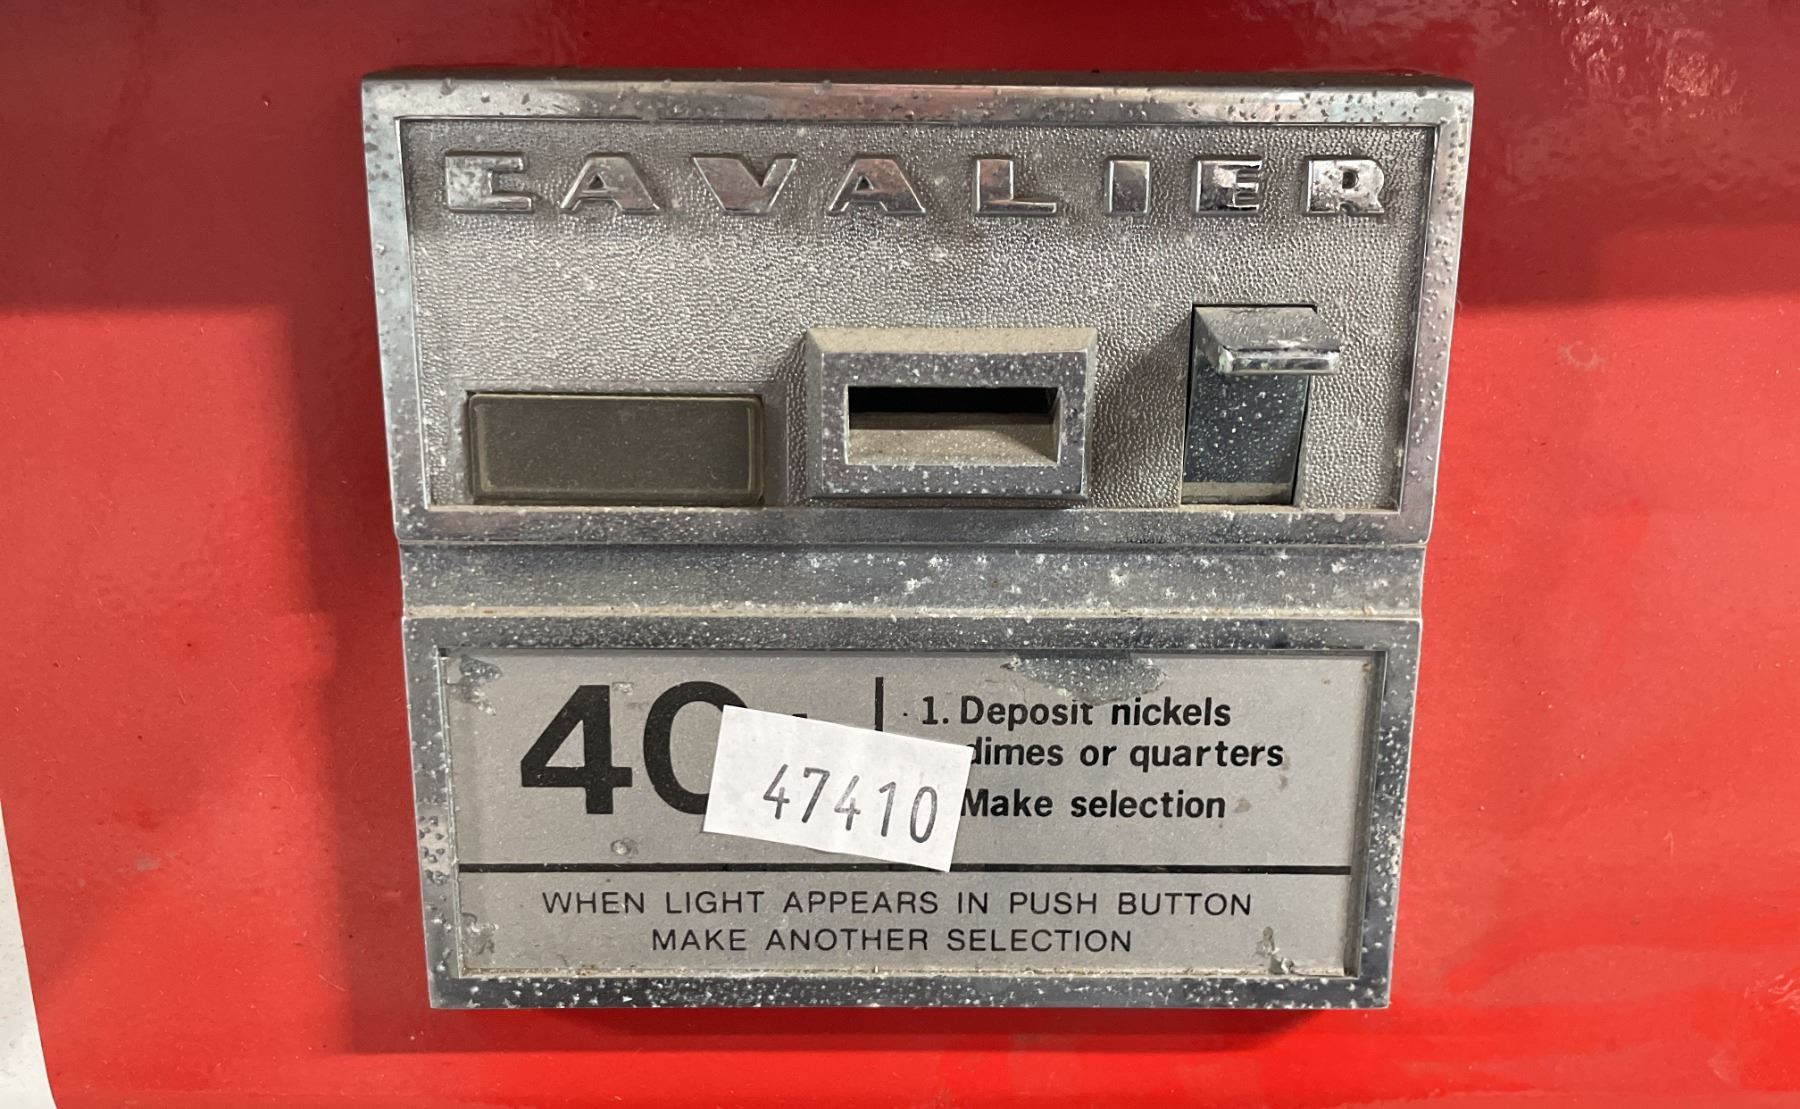 CAVALIER
40
1. Deposit nickels
dimes or quarters
Make selection
47410
WHEN LIGHT APPEARS IN PUSH BUTTON
MAKE ANOTHER SELECTION